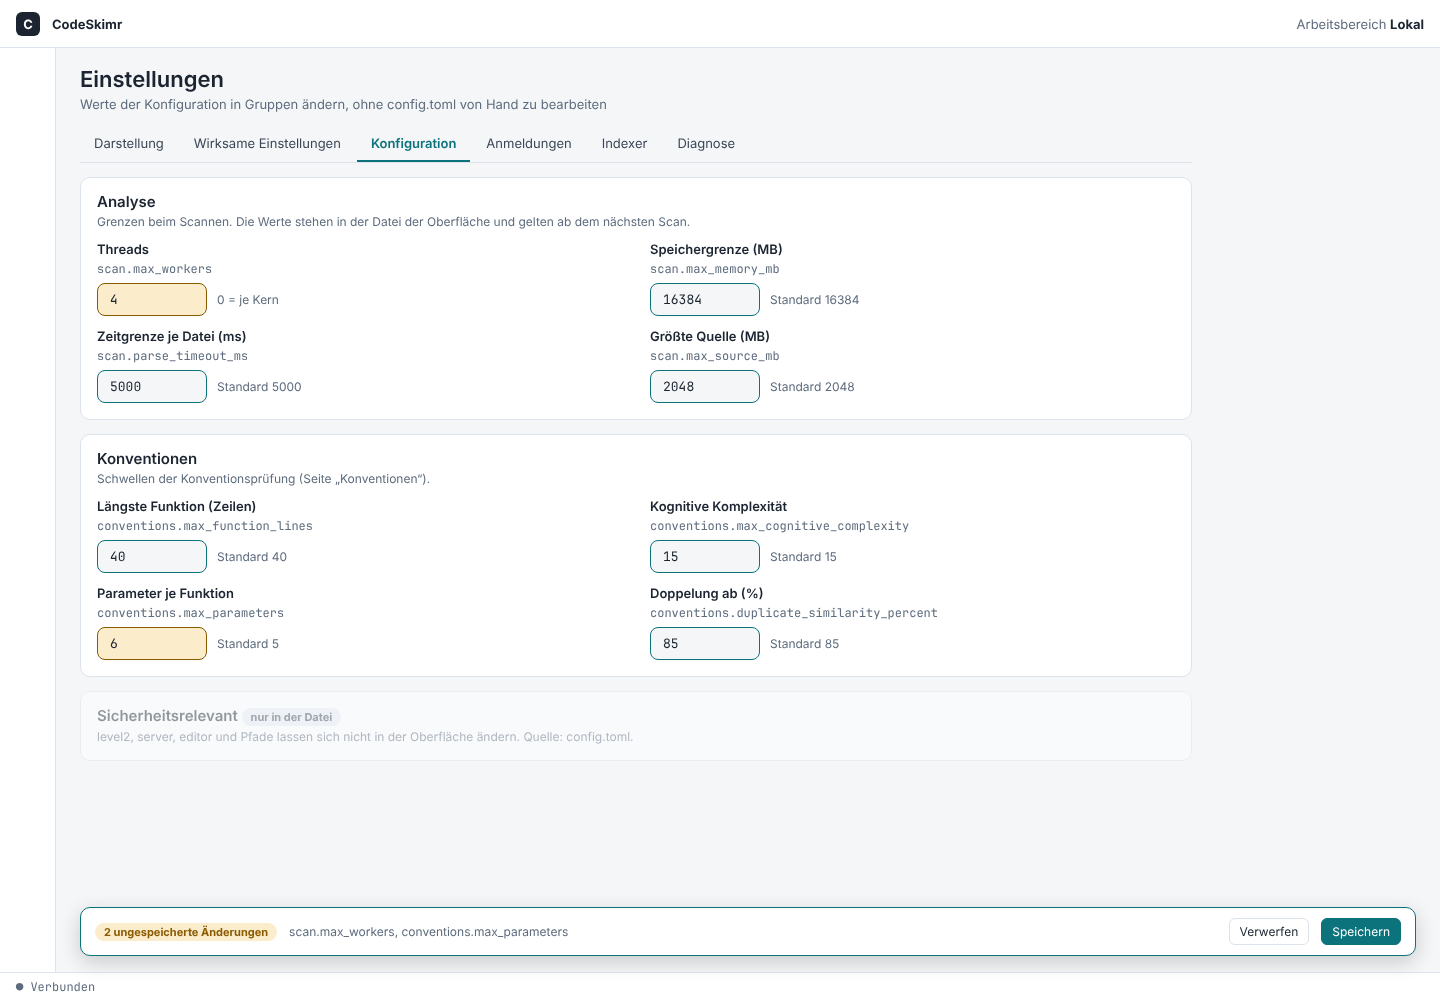 C CodeSkimr
Arbeitsbereich Lokal
Einstellungen
Werte der Konfiguration in Gruppen ändern, ohne config.toml von Hand zu bearbeiten
Darstellung Wirksame Einstellungen Konfiguration Anmeldungen Indexer Diagnose
Analyse
Grenzen beim Scannen. Die Werte stehen in der Datei der Oberfläche und gelten ab dem nächsten Scan.
Threads
scan.max_workers
4 0 = je Kern
Speichergrenze (MB)
scan.max_memory_mb
16384 Standard 16384
Zeitgrenze je Datei (ms)
scan.parse_timeout_ms
5000 Standard 5000
Größte Quelle (MB)
scan.max_source_mb
2048 Standard 2048
Konventionen
Schwellen der Konventionsprüfung (Seite „Konventionen“).
Längste Funktion (Zeilen)
conventions.max_function_lines
40 Standard 40
Kognitive Komplexität
conventions.max_cognitive_complexity
15 Standard 15
Parameter je Funktion
conventions.max_parameters
6 Standard 5
Doppelung ab (%)
conventions.duplicate_similarity_percent
85 Standard 85
Sicherheitsrelevant nur in der Datei
level2, server, editor und Pfade lassen sich nicht in der Oberfläche ändern. Quelle: config.toml.
2 ungespeicherte Änderungen scan.max_workers, conventions.max_parameters
Verwerfen Speichern
Verbunden